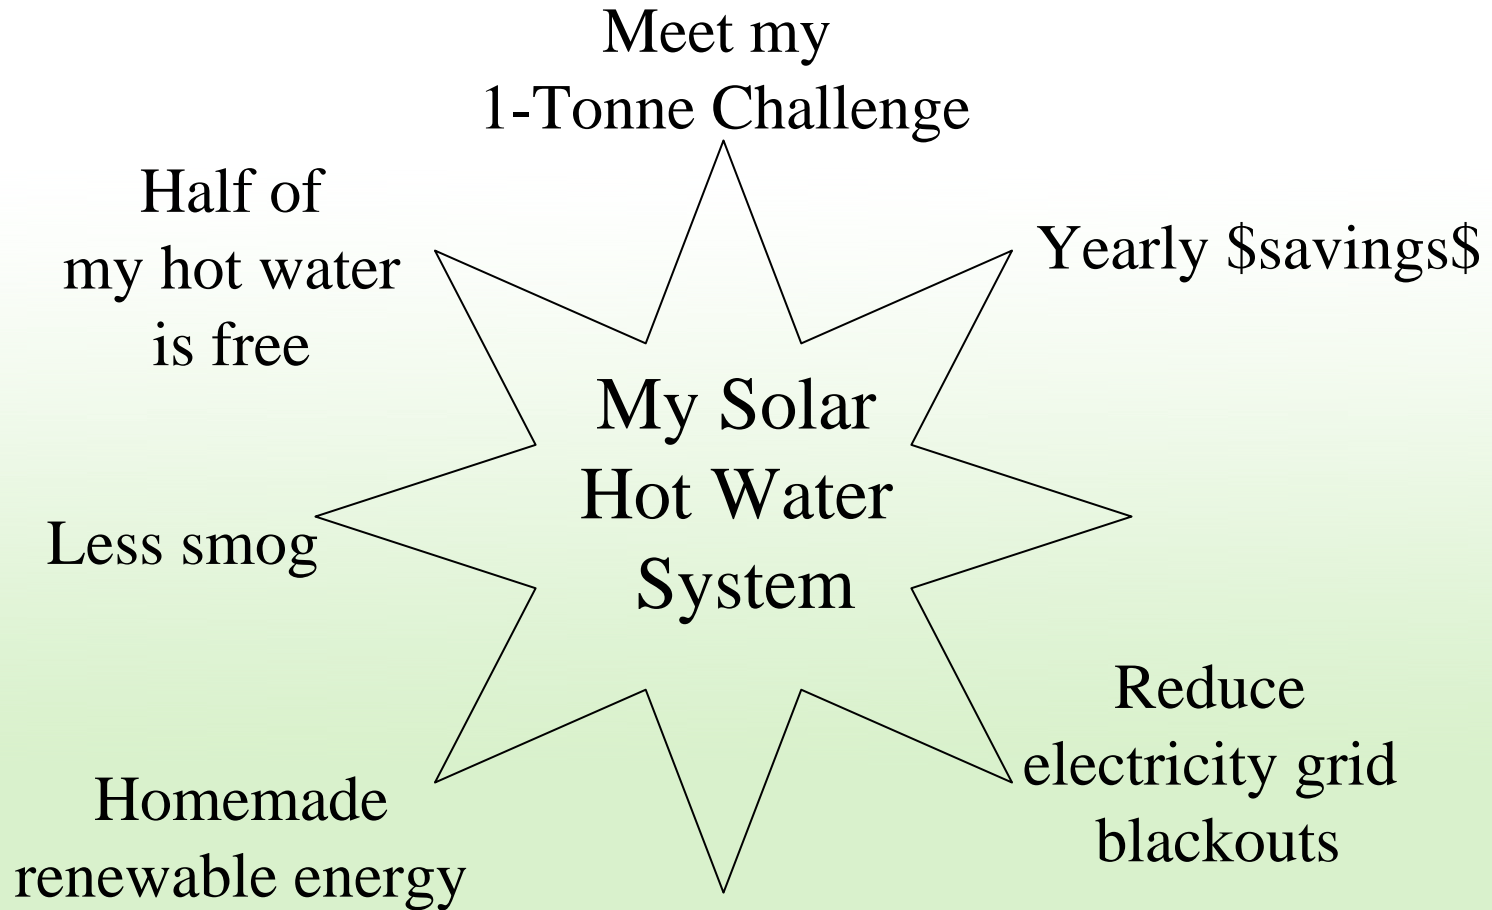 Meet my
1-Tonne Challenge
Half of
my hot water
is free
Yearly $savings$
My Solar
Hot Water
System
Less smog
Reduce
electricity grid
blackouts
Homemade
renewable energy